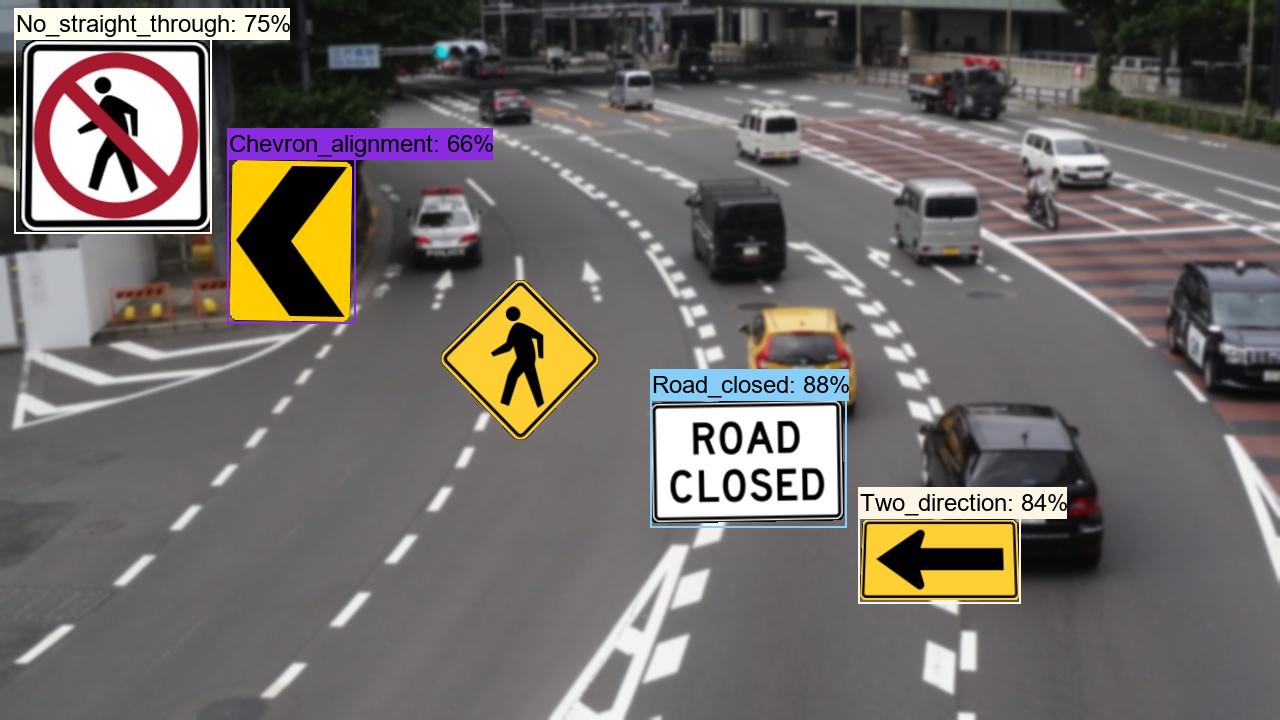 No_straight_through: 75%
Chevron_alignment: 66%
Road_closed: 88%
ROAD
CLOSED
Two_direction: 84%